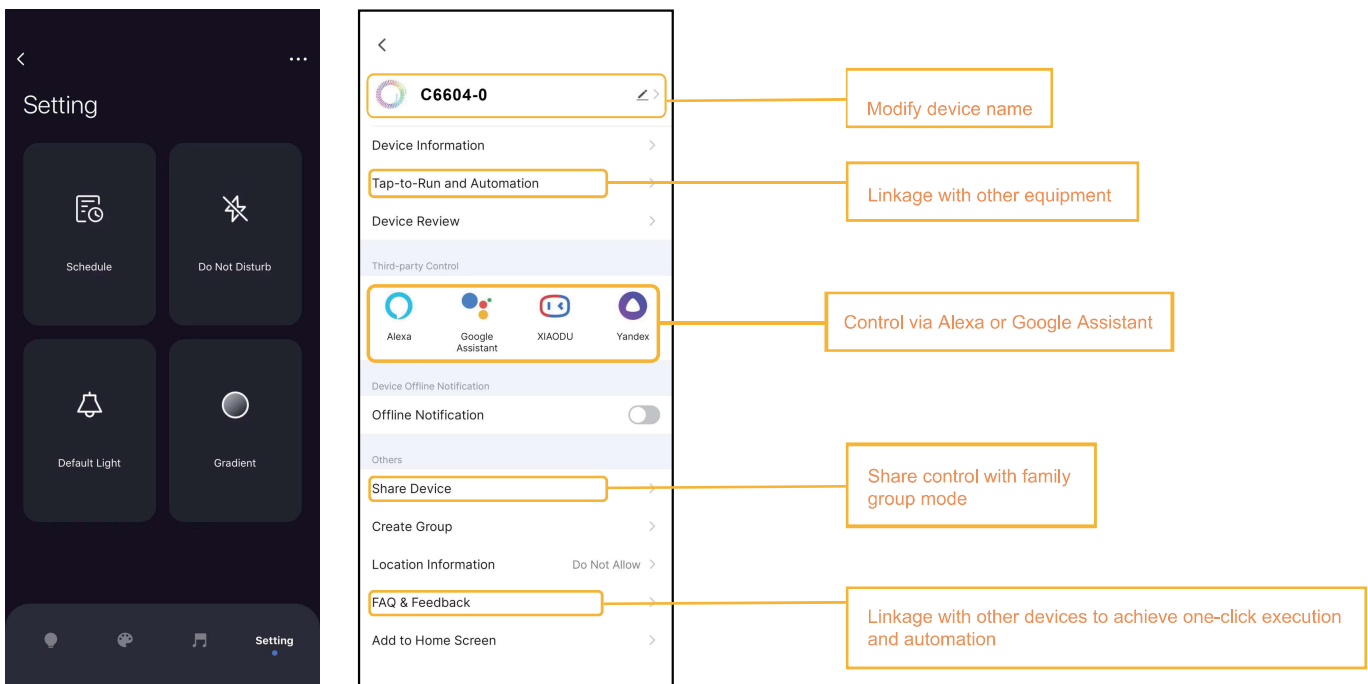 Setting
Schedule
Do Not Disturb
Default Light
Gradient
Setting
C6604-0
Device Information
Tap-to-Run and Automation
Device Review
Third-party Control
Alexa
Google
Assistant
XIAODU
Yandex
Device Offline Notification
Offline Notification
Others
Share Device
Create Group
Location Information
Do Not Allow
FAQ & Feedback
Add to Home Screen
Modify device name
Linkage with other equipment
Control via Alexa or Google Assistant
Share control with family
group mode
Linkage with other devices to achieve one-click execution
and automation